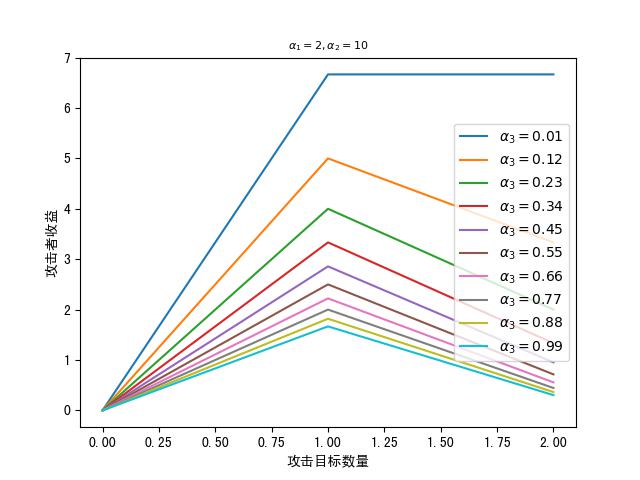 α₁ = 2, α₂ = 10
7
6
5
4
3
2
1
0
攻击者收益
α₃ = 0.01
α₃ = 0.12
α₃ = 0.23
α₃ = 0.34
α₃ = 0.45
α₃ = 0.55
α₃ = 0.66
α₃ = 0.77
α₃ = 0.88
α₃ = 0.99
0.00 0.25 0.50 0.75 1.00 1.25 1.50 1.75 2.00
攻击目标数量